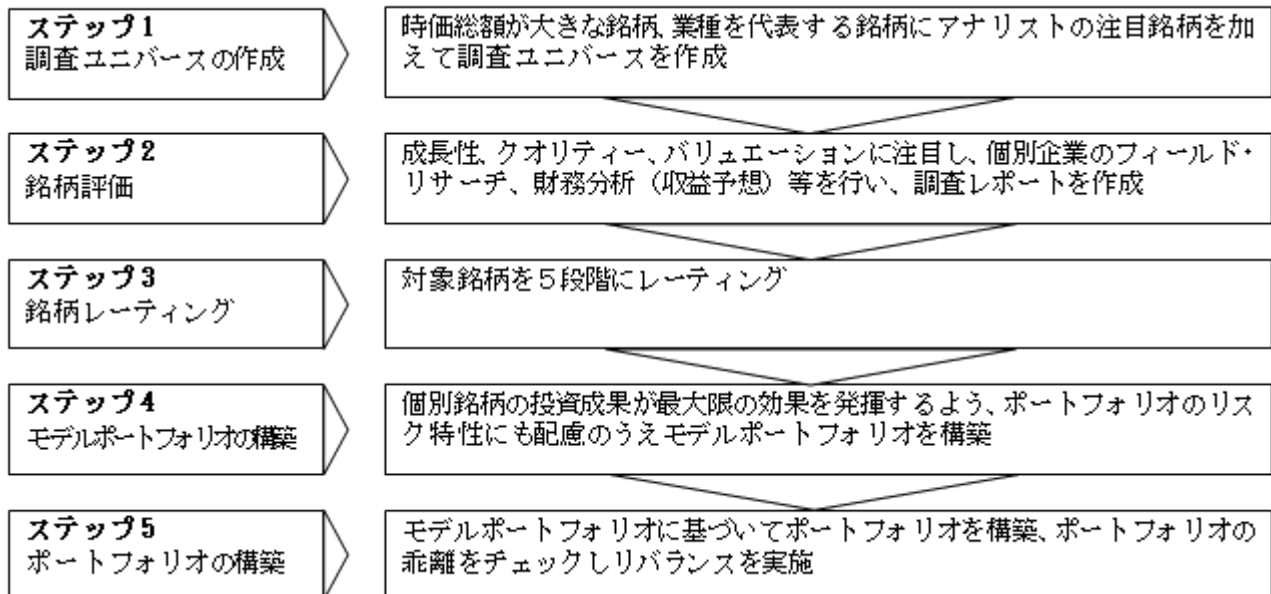 ステップ1
調査ユニバースの作成
時価総額が大きな銘柄、業種を代表する銘柄にアナリストの注目銘柄を加
えて調査ユニバースを作成
ステップ2
銘柄評価
成長性、クオリティー、バリュエーションに注目し、個別企業のフィールド・
リサーチ、財務分析（収益予想）等を行い、調査レポートを作成
ステップ3
銘柄レーティング
対象銘柄を５段階にレーティング
ステップ4
モデルポートフォリオの構築
個別銘柄の投資成果が最大限の効果を発揮するよう、ポートフォリオのリス
ク特性にも配慮のうえモデルポートフォリオを構築
ステップ5
ポートフォリオの構築
モデルポートフォリオに基づいてポートフォリオを構築、ポートフォリオの
乖離をチェックしリバランスを実施